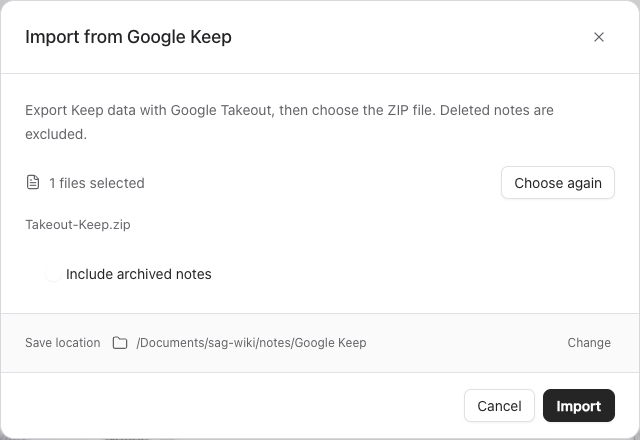 Import from Google Keep
Export Keep data with Google Takeout, then choose the ZIP file. Deleted notes are
excluded.
1 files selected
Choose again
Takeout-Keep.zip
Include archived notes
Save location /Documents/sag-wiki/notes/Google Keep Change
Cancel Import